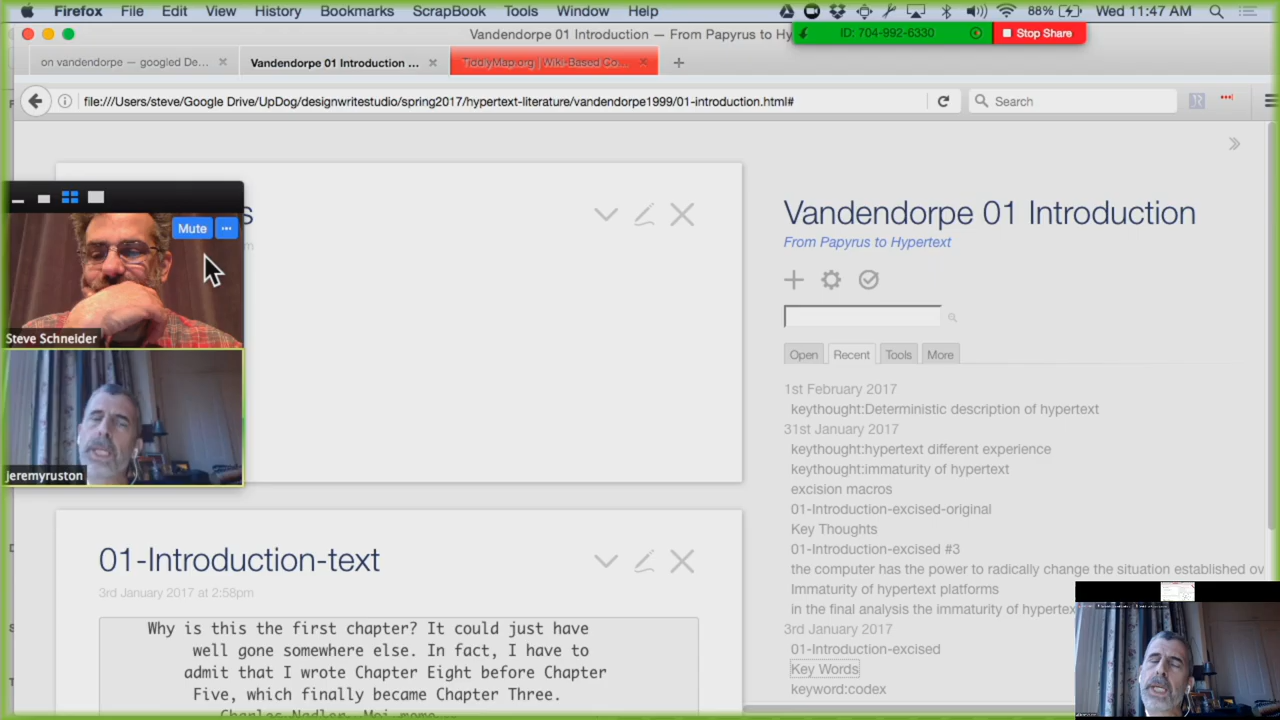 Firefox File Edit View History Bookmarks ScrapBook Tools Window Help 88% Wed 11:47 AM
Vandendorpe 01 Introduction — From Papyrus to Hy
ID: 704-992-6330 Stop Share
on vandendorpe — googled De...
Vandendorpe 01 Introduction ...
TiddlyMap.org | Wiki-Based Co...
file:///Users/steve/Google Drive/UpDog/designwritestudio/spring2017/hypertext-literature/vandendorpe1999/01-introduction.html#
Search
s
m
Mute
Steve Schneider
jeremyruston
01-Introduction-text
3rd January 2017 at 2:58pm
Why is this the first chapter? It could just have
well gone somewhere else. In fact, I have to
admit that I wrote Chapter Eight before Chapter
Five, which finally became Chapter Three.
Charles Nadler, Moi-meme
Vandendorpe 01 Introduction
From Papyrus to Hypertext
Open Recent Tools More
1st February 2017
keythought:Deterministic description of hypertext
31st January 2017
keythought:hypertext different experience
keythought:immaturity of hypertext
excision macros
01-Introduction-excised-original
Key Thoughts
01-Introduction-excised #3
the computer has the power to radically change the situation established ov
Immaturity of hypertext platforms
in the final analysis the immaturity of hypertex
3rd January 2017
01-Introduction-excised
Key Words
keyword:codex